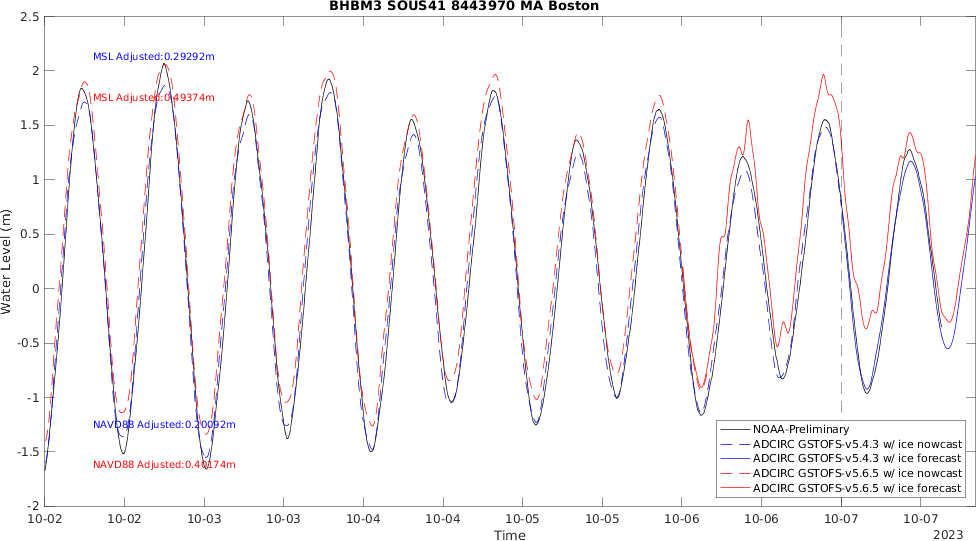 BHBM3 SOUS41 8443970 MA Boston
2.5
2
1.5
1
0.5
0
-0.5
-1
-1.5
-2
Water Level (m)
MSL Adjusted:0.29292m
MSL Adjusted:0.49374m
NAVD88 Adjusted:0.20092m
NAVD88 Adjusted:0.40174m
NOAA-Preliminary
ADCIRC GSTOFS-v5.4.3 w/ ice nowcast
ADCIRC GSTOFS-v5.4.3 w/ ice forecast
ADCIRC GSTOFS-v5.6.5 w/ ice nowcast
ADCIRC GSTOFS-v5.6.5 w/ ice forecast
10-02 10-02 10-03 10-03 10-04 10-04 10-05 10-05 10-06 10-06 10-07 10-07
Time
2023